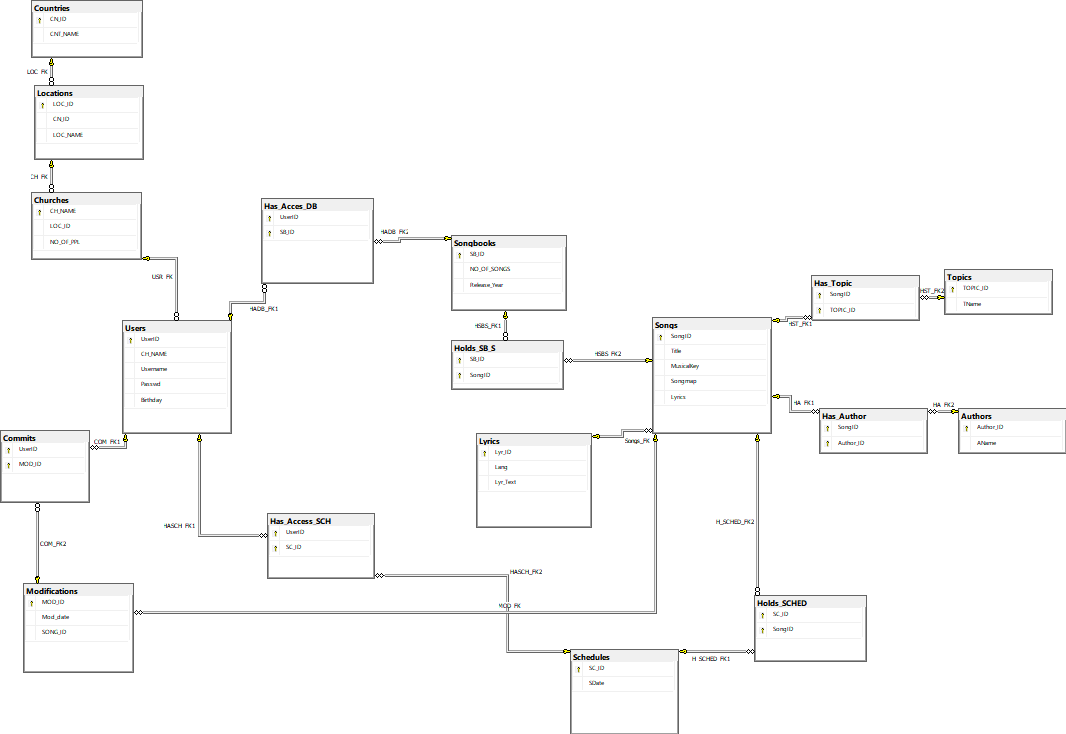 Countries
CN_ID
CNT_NAME
LOC_FK
Locations
LOC_ID
CN_ID
LOC_NAME
CH_FK
Churches
CH_NAME
LOC_ID
NO_OF_PPL
USR_FK
Has_Acces_DB
UserID
SB_ID
HADB_FK2
HADB_FK1
Songbooks
SB_ID
NO_OF_SONGS
Release_Year
HSBS_FK1
Holds_SB_S
SB_ID
SongID
HSBS_FK2
Users
UserID
CH_NAME
Username
Passwd
Birthday
Songs
SongID
Title
MusicalKey
Songmap
Lyrics
Has_Topic
SongID
TOPIC_ID
HST_FK1
HST_FK2
Topics
TOPIC_ID
TName
HA_FK1
Has_Author
SongID
Author_ID
HA_FK2
Authors
Author_ID
AName
Commits
UserID
MOD_ID
COM_FK1
COM_FK2
Lyrics
Lyr_ID
Lang
Lyr_Text
Songs_FK
HASCH_FK1
Has_Access_SCH
UserID
SC_ID
HASCH_FK2
H_SCHED_FK2
Modifications
MOD_ID
Mod_date
SONG_ID
MOD_FK
Holds_SCHED
SC_ID
SongID
H_SCHED_FK1
Schedules
SC_ID
SDate